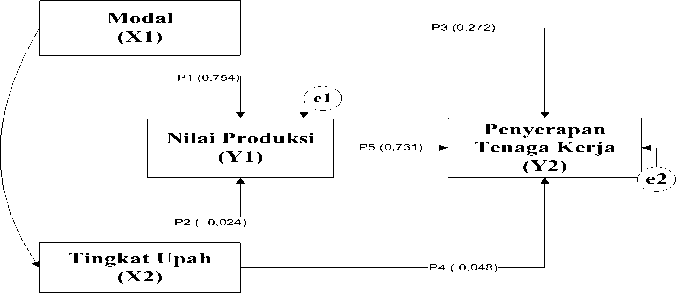 Modal
(X1)
P3 (0,272)
P1 (0,754)
e1
Nilai Produksi
(Y1)
P5 (0,731)
Penyerapan
Tenaga Kerja
(Y2)
e2
P2 ( 0,024)
Tingkat Upah
(X2)
P4 ( 0,048)